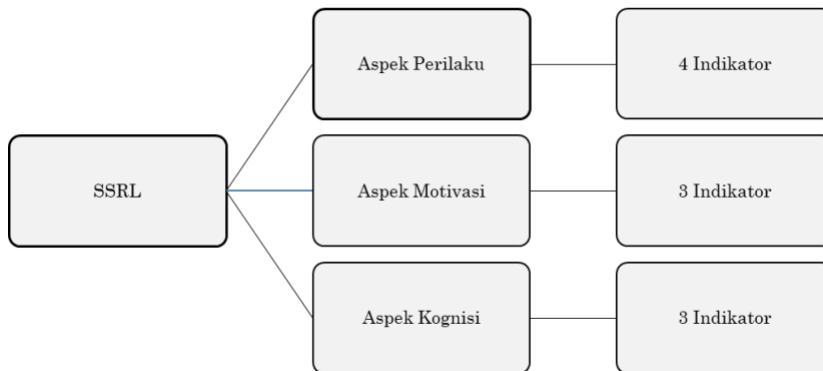 SSRL
Aspek Perilaku
4 Indikator
Aspek Motivasi
3 Indikator
Aspek Kognisi
3 Indikator